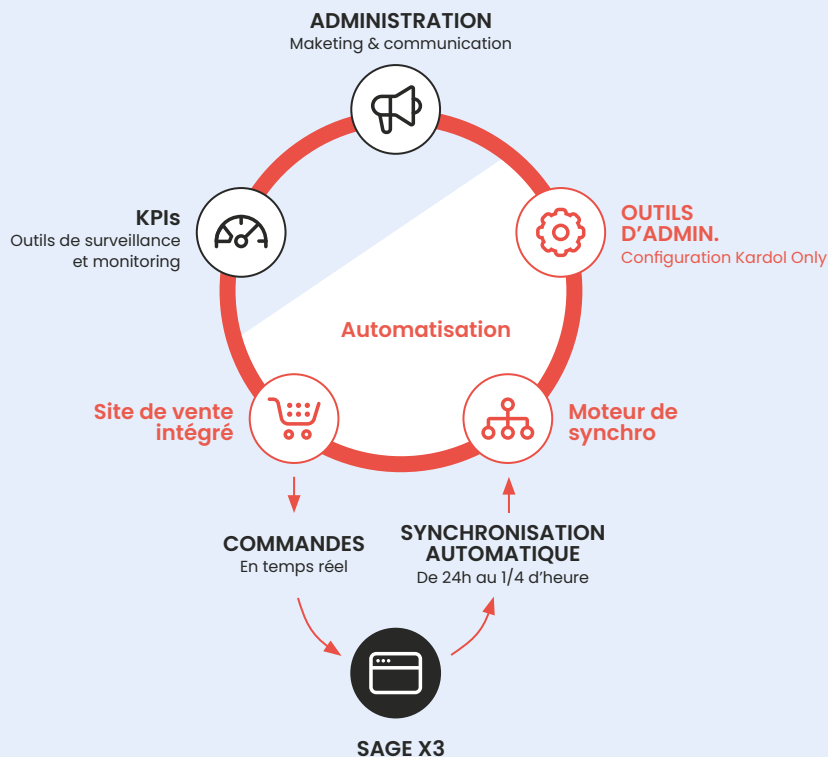 ADMINISTRATION
Maketing & communication
KPIs
Outils de surveillance
et monitoring
OUTILS
D'ADMIN.
Configuration Kardol Only
Automatisation
Site de vente
intégré
Moteur de
synchro
COMMANDES
En temps réel
SYNCHRONISATION
AUTOMATIQUE
De 24h au 1/4 d'heure
SAGE X3